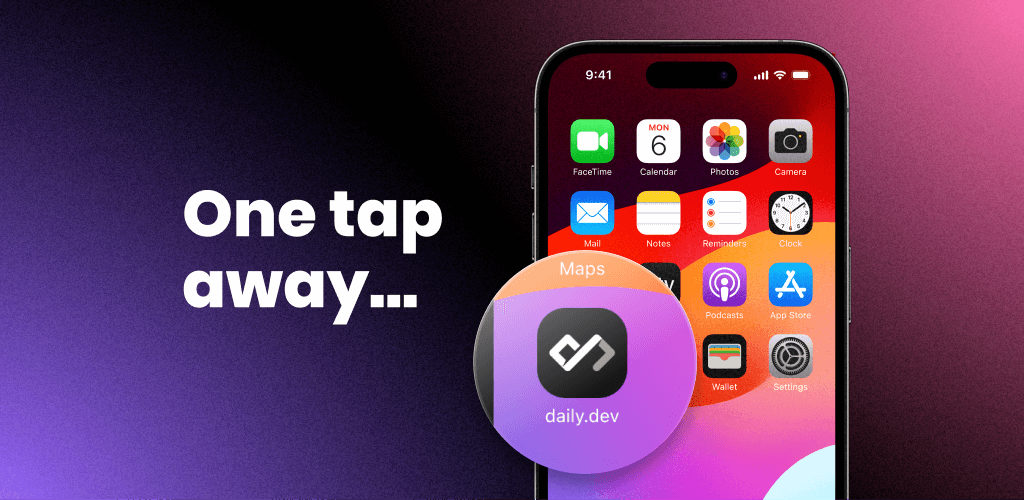 One tap
away...
9:41
FaceTime
MON
6
Calendar
Photos
Camera
Mail
Notes
Reminders
12
Clock
Maps
Podcasts
App Store
daily.dev
Wallet
Settings